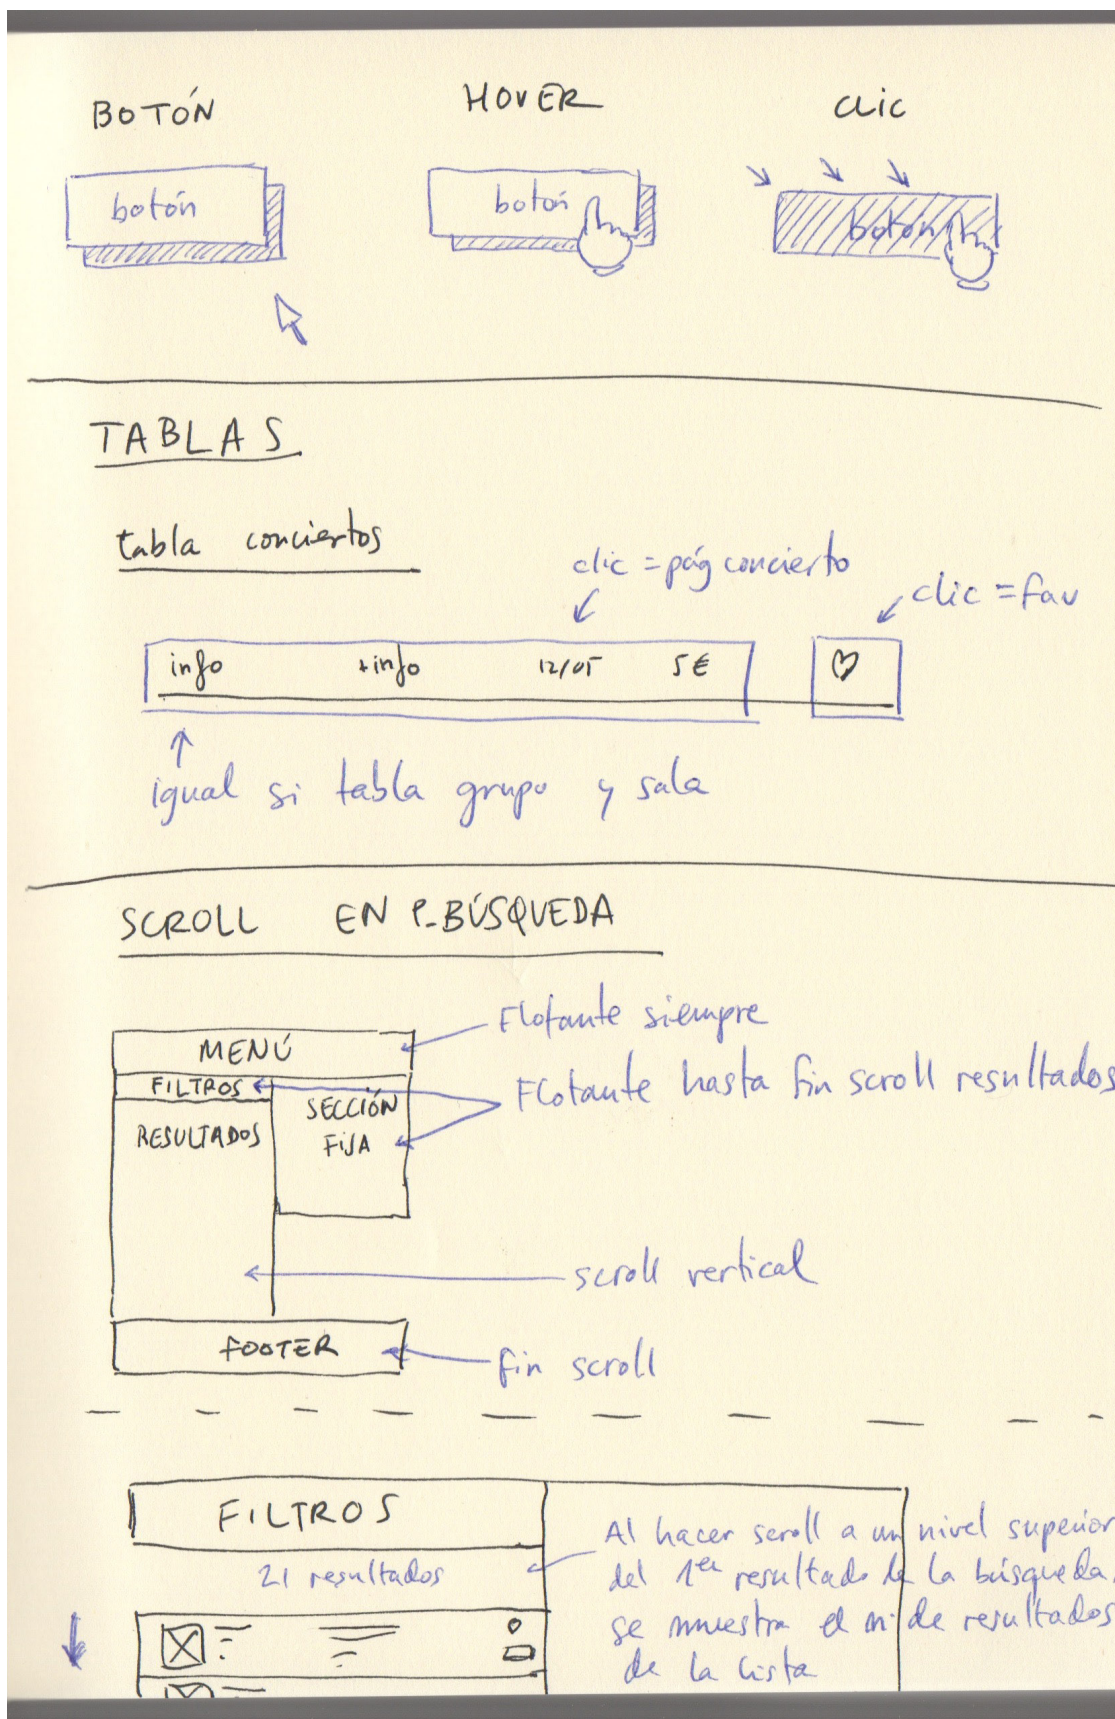 BOTÓN
HOVER
clic
botón
botón
botón
TABLAS
tabla conciertos
clic = pág concierto
clic = fav
info +info 12/05 5€
igual si tabla grupo y sala
SCROLL EN P-BÚSQUEDA
Flotante siempre
MENÚ
Flotante hasta fin scroll resultados
FILTROS
SECCIÓN
FIJA
RESULTADOS
scroll vertical
FOOTER
fin scroll
FILTROS
21 resultados
Al hacer scroll a un nivel superior
del 1er resultado de la búsqueda,
se muestra el nº de resultados
de la lista